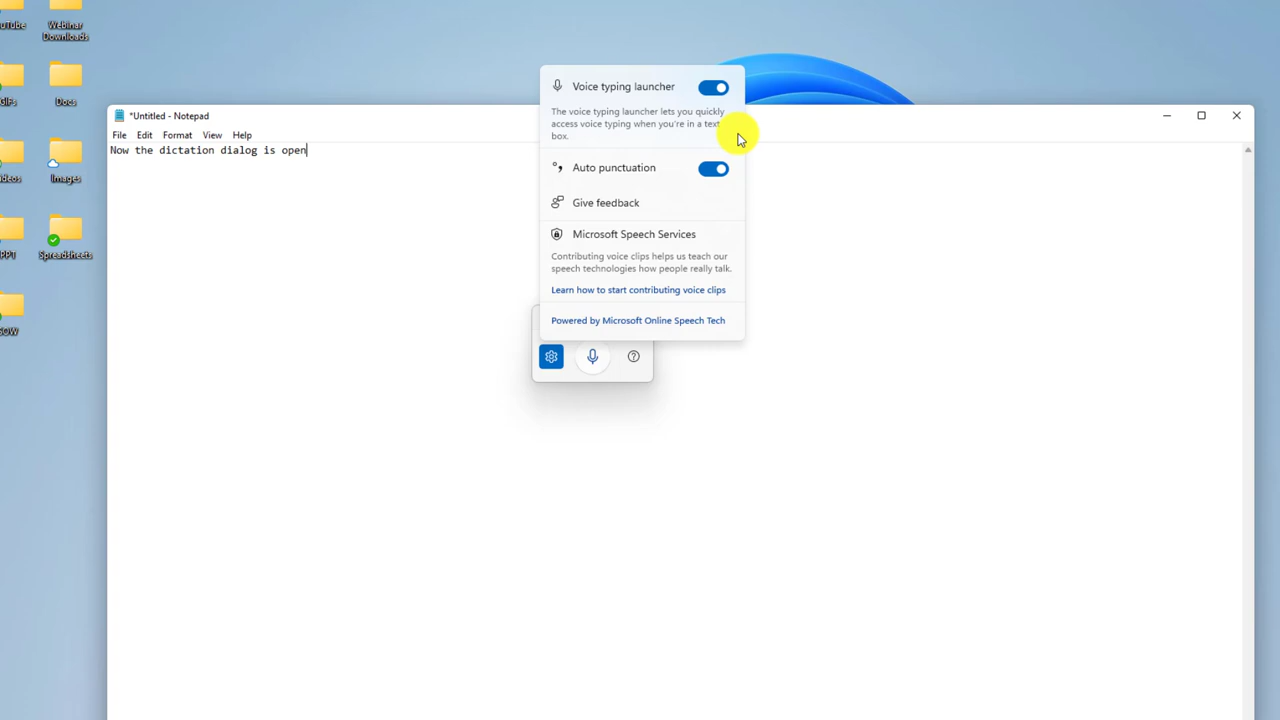 Webinar
Downloads
Docs
Images
PPT
Spreadsheets
SOW
*Untitled - Notepad
File Edit Format View Help
Now the dictation dialog is open
Voice typing launcher
The voice typing launcher lets you quickly
access voice typing when you're in a text
box.
Auto punctuation
Give feedback
Microsoft Speech Services
Contributing voice clips helps us teach our
speech technologies how people really talk.
Learn how to start contributing voice clips
Powered by Microsoft Online Speech Tech